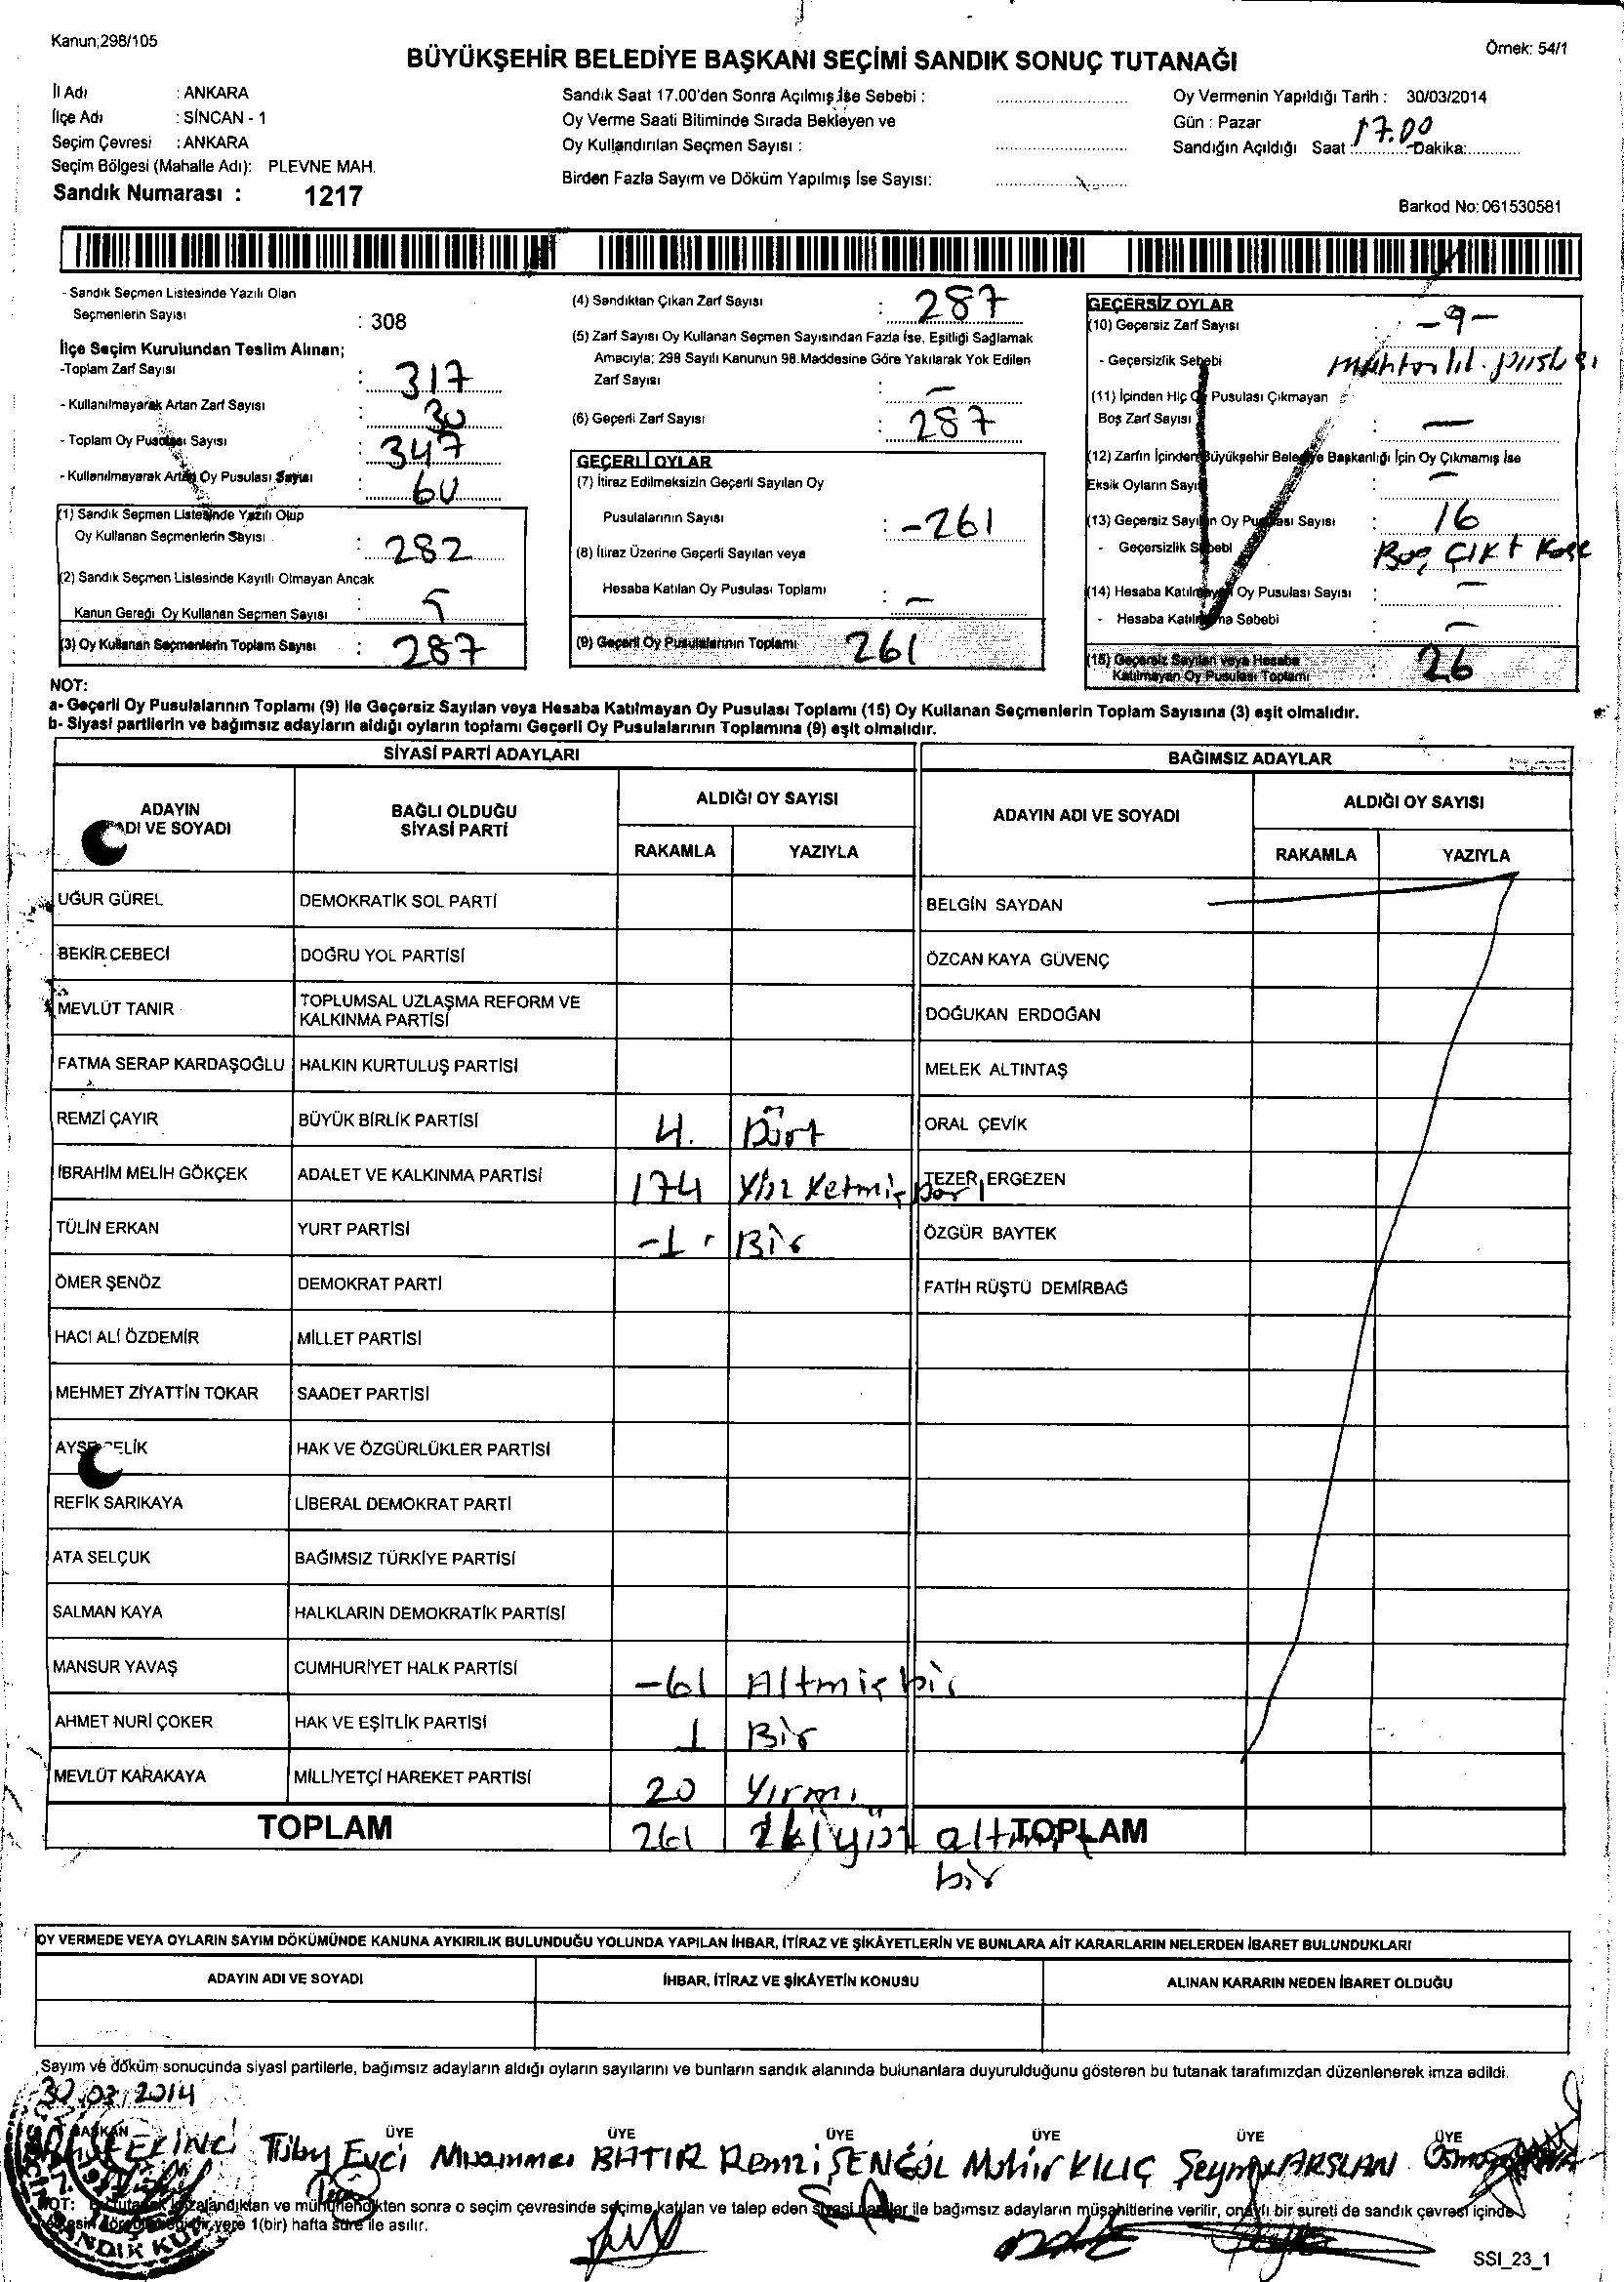 Kanun;298/105
Örnek: 54/1
BÜYÜKŞEHİR BELEDİYE BAŞKANI SEÇİMİ SANDIK SONUÇ TUTANAĞI
İl Adı : ANKARA
İlçe Adı : SİNCAN - 1
Seçim Çevresi : ANKARA
Seçim Bölgesi (Mahalle Adı): PLEVNE MAH.
Sandık Numarası : 1217
Sandık Saat 17.00'den Sonra Açılmış İse Sebebi :
Oy Verme Saati Bitiminde Sırada Bekleyen ve
Oy Kullandırılan Seçmen Sayısı :
Birden Fazla Sayım ve Döküm Yapılmış İse Sayısı:
Oy Vermenin Yapıldığı Tarih : 30/03/2014
Gün : Pazar
Sandığın Açıldığı Saat : 17.00 Dakika:
Barkod No: 061530581
- Sandık Seçmen Listesinde Yazılı Olan
Seçmenlerin Sayısı : 308
İlçe Seçim Kurulundan Teslim Alınan;
-Toplam Zarf Sayısı : 317
- Kullanılmayarak Artan Zarf Sayısı : 30
- Toplam Oy Pusulası Sayısı : 347
- Kullanılmayarak Artan Oy Pusulası Sayısı : 60
(1) Sandık Seçmen Listesinde Yazılı Olup
Oy Kullanan Seçmenlerin Sayısı : 282
(2) Sandık Seçmen Listesinde Kayıtlı Olmayan Ancak
Kanun Gereği Oy Kullanan Seçmen Sayısı : 5
(3) Oy Kullanan Seçmenlerin Toplam Sayısı : 287
(4) Sandıktan Çıkan Zarf Sayısı : 287
(5) Zarf Sayısı Oy Kullanan Seçmen Sayısından Fazla İse, Eşitliği Sağlamak
Amacıyla; 298 Sayılı Kanunun 98.Maddesine Göre Yakılarak Yok Edilen
Zarf Sayısı : -
(6) Geçerli Zarf Sayısı : 287
GEÇERLİ OYLAR
(7) İtiraz Edilmeksizin Geçerli Sayılan Oy
Pusulalarının Sayısı : -261
(8) İtiraz Üzerine Geçerli Sayılan veya
Hesaba Katılan Oy Pusulası Toplamı : -
(9) Geçerli Oy Pusulalarının Toplamı 261
GEÇERSİZ OYLAR
(10) Geçersiz Zarf Sayısı : -9-
- Geçersizlik Sebebi
(11) İçinden Hiç Oy Pusulası Çıkmayan
Boş Zarf Sayısı : -
(12) Zarfın İçinden Büyükşehir Belediye Başkanlığı İçin Oy Çıkmamış İse
Eksik Oyların Sayısı : -
(13) Geçersiz Sayılan Oy Pusulası Sayısı : 16
- Geçersizlik Sebebi Boş Çıktı
(14) Hesaba Katılmayan Oy Pusulası Sayısı : -
- Hesaba Katılmama Sebebi : -
(15) Geçersiz Sayılan veya Hesaba
Katılmayan Oy Pusulası Toplamı : 26
NOT:
a- Geçerli Oy Pusulalarının Toplamı (9) ile Geçersiz Sayılan veya Hesaba Katılmayan Oy Pusulası Toplamı (15) Oy Kullanan Seçmenlerin Toplam Sayısına (3) eşit olmalıdır.
b- Siyasi partilerin ve bağımsız adayların aldığı oyların toplamı Geçerli Oy Pusulalarının Toplamına (9) eşit olmalıdır.
SİYASİ PARTİ ADAYLARI
BAĞIMSIZ ADAYLAR
ADAYIN ADI VE SOYADI
BAĞLI OLDUĞU SİYASİ PARTİ
ALDIĞI OY SAYISI
RAKAMLA YAZIYLA
ADAYIN ADI VE SOYADI
ALDIĞI OY SAYISI
RAKAMLA YAZIYLA
UĞUR GÜREL DEMOKRATİK SOL PARTİ BELGİN SAYDAN
BEKİR ÇEBECİ DOĞRU YOL PARTİSİ ÖZCAN KAYA GÜVENÇ
MEVLÜT TANIR TOPLUMSAL UZLAŞMA REFORM VE KALKINMA PARTİSİ DOĞUKAN ERDOĞAN
FATMA SERAP KARDAŞOĞLU HALKIN KURTULUŞ PARTİSİ MELEK ALTINTAŞ
REMZİ ÇAYIR BÜYÜK BİRLİK PARTİSİ 4. Dört ORAL ÇEVİK
İBRAHİM MELİH GÖKÇEK ADALET VE KALKINMA PARTİSİ 174 Yüz Yetmiş TEZER ERGEZEN
TÜLİN ERKAN YURT PARTİSİ -1 Bir ÖZGÜR BAYTEK
ÖMER ŞENÖZ DEMOKRAT PARTİ FATİH RÜŞTÜ DEMİRBAĞ
HACI ALİ ÖZDEMİR MİLLET PARTİSİ
MEHMET ZİYATTİN TOKAR SAADET PARTİSİ
AYŞE ÇELİK HAK VE ÖZGÜRLÜKLER PARTİSİ
REFİK SARIKAYA LİBERAL DEMOKRAT PARTİ
ATA SELÇUK BAĞIMSIZ TÜRKİYE PARTİSİ
SALMAN KAYA HALKLARIN DEMOKRATİK PARTİSİ
MANSUR YAVAŞ CUMHURİYET HALK PARTİSİ -61 Altmış bir
AHMET NURİ ÇOKER HAK VE EŞİTLİK PARTİSİ 1 Bir
MEVLÜT KARAKAYA MİLLİYETÇİ HAREKET PARTİSİ 20 Yirmi
TOPLAM 261 iki yüz altmış TOPLAM
bir
OY VERMEDE VEYA OYLARIN SAYIM DÖKÜMÜNDE KANUNA AYKIRILIK BULUNDUĞU YOLUNDA YAPILAN İHBAR, İTİRAZ VE ŞİKÂYETLERİN VE BUNLARA AİT KARARLARIN NELERDEN İBARET BULUNDUKLARI
ADAYIN ADI VE SOYADI İHBAR, İTİRAZ VE ŞİKÂYETİN KONUSU ALINAN KARARIN NEDEN İBARET OLDUĞU
Sayım ve döküm sonucunda siyasi partilerle, bağımsız adayların aldığı oyların sayılarını ve bunların sandık alanında bulunanlara duyurulduğunu gösteren bu tutanak tarafımızdan düzenlenerek imza edildi.
30.03.2014
BAŞKAN ÜYE ÜYE ÜYE ÜYE ÜYE ÜYE
EKİNCİ Tülay Evci Muammer BATIR Remzi ŞENGÖL KILIÇ Şeyma ARSLAN
NOT: Bu tutanak imzalandıktan ve mühürlendikten sonra o seçim çevresinde seçime katılan ve talep eden siyasi partiler ile bağımsız adayların müşahitlerine verilir, onaylı bir sureti de sandık çevresi içinde
yere 1(bir) hafta süre ile asılır.
SSI_23_1